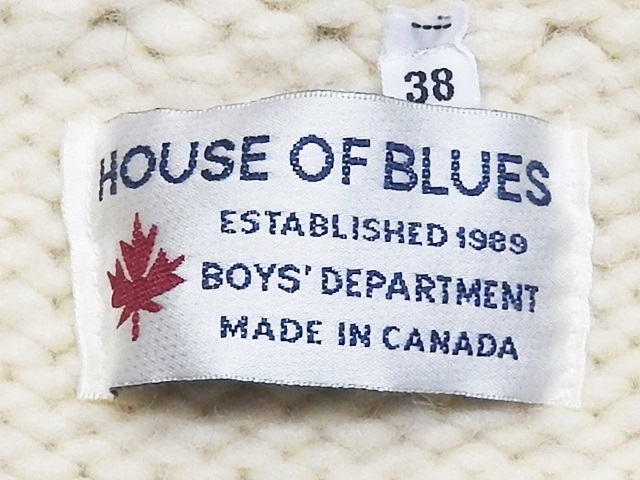 38
HOUSE OF BLUES
ESTABLISHED 1989
BOYS' DEPARTMENT
MADE IN CANADA